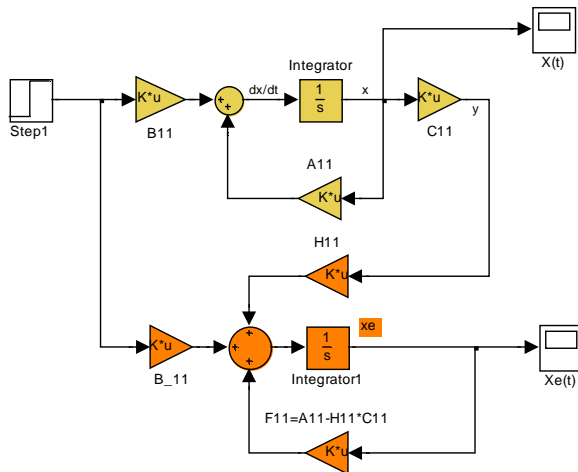 X(t)
Integrator
Step1
K*u
B11
+
+
dx/dt
1
s
x
K*u
C11
y
A11
K*u
H11
K*u
xe
K*u
B_11
+
+
+
1
s
Integrator1
Xe(t)
F11=A11-H11*C11
K*u